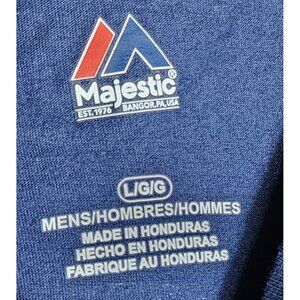 Majestic®
EST. 1976 BANGOR, PA, USA
L/G/G
MENS/HOMBRES/HOMMES
MADE IN HONDURAS
HECHO EN HONDURAS
FABRIQUE AU HONDURAS